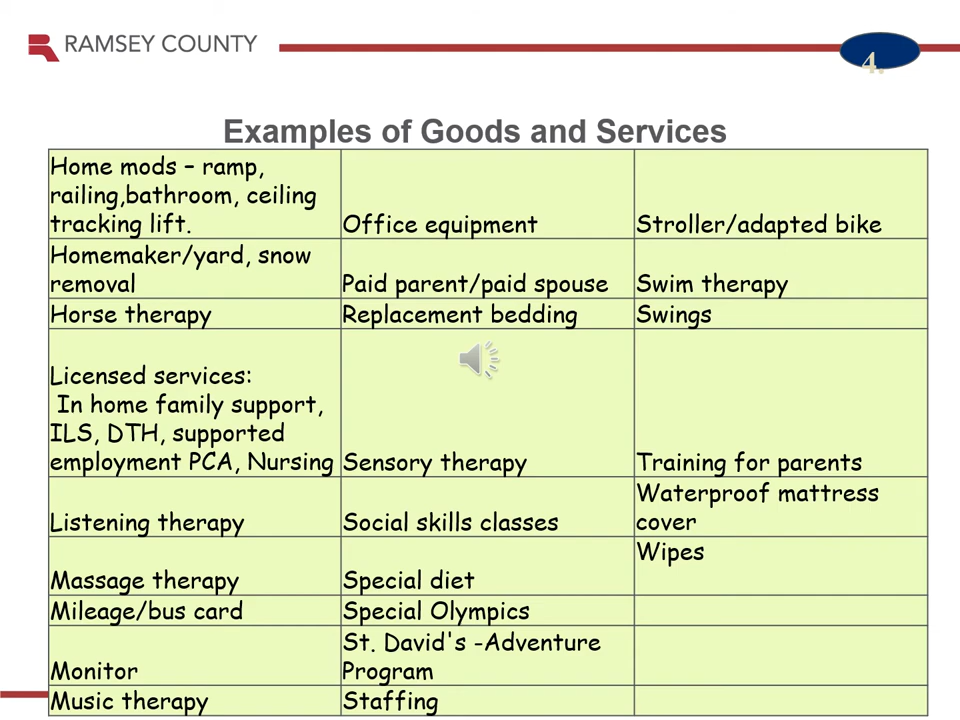 RAMSEY COUNTY
4.
Examples of Goods and Services
Home mods – ramp,
railing,bathroom, ceiling
tracking lift.
Office equipment
Stroller/adapted bike
Homemaker/yard, snow
removal
Paid parent/paid spouse
Swim therapy
Horse therapy
Replacement bedding
Swings
Licensed services:
In home family support,
ILS, DTH, supported
employment PCA, Nursing
Sensory therapy
Training for parents
Listening therapy
Social skills classes
Waterproof mattress
cover
Massage therapy
Special diet
Wipes
Mileage/bus card
Special Olympics
Monitor
St. David's -Adventure
Program
Music therapy
Staffing